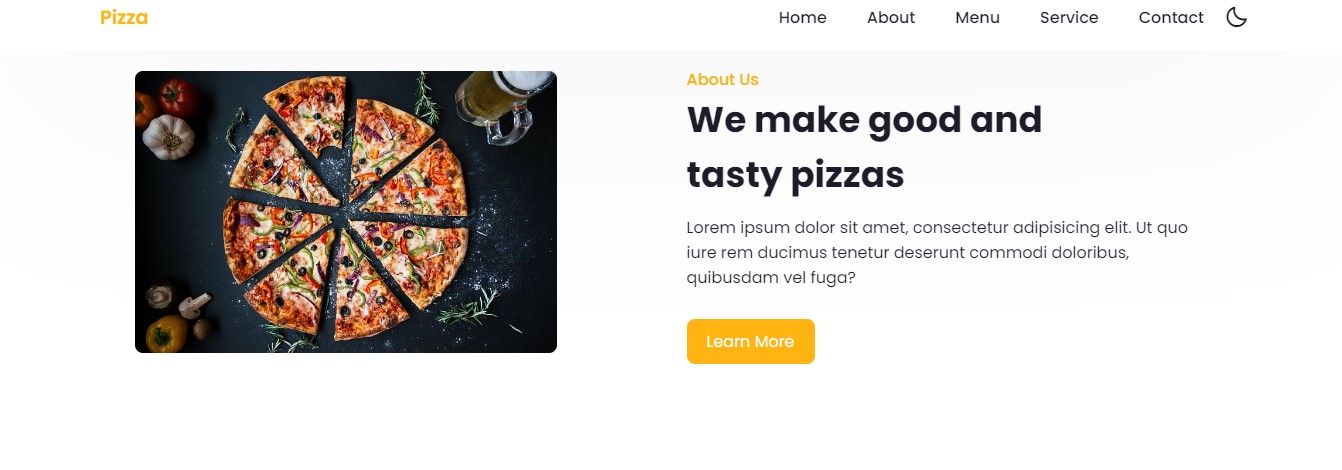 Pizza
Home About Menu Service Contact
About Us
We make good and
tasty pizzas
Lorem ipsum dolor sit amet, consectetur adipisicing elit. Ut quo
iure rem ducimus tenetur deserunt commodi doloribus,
quibusdam vel fuga?
Learn More